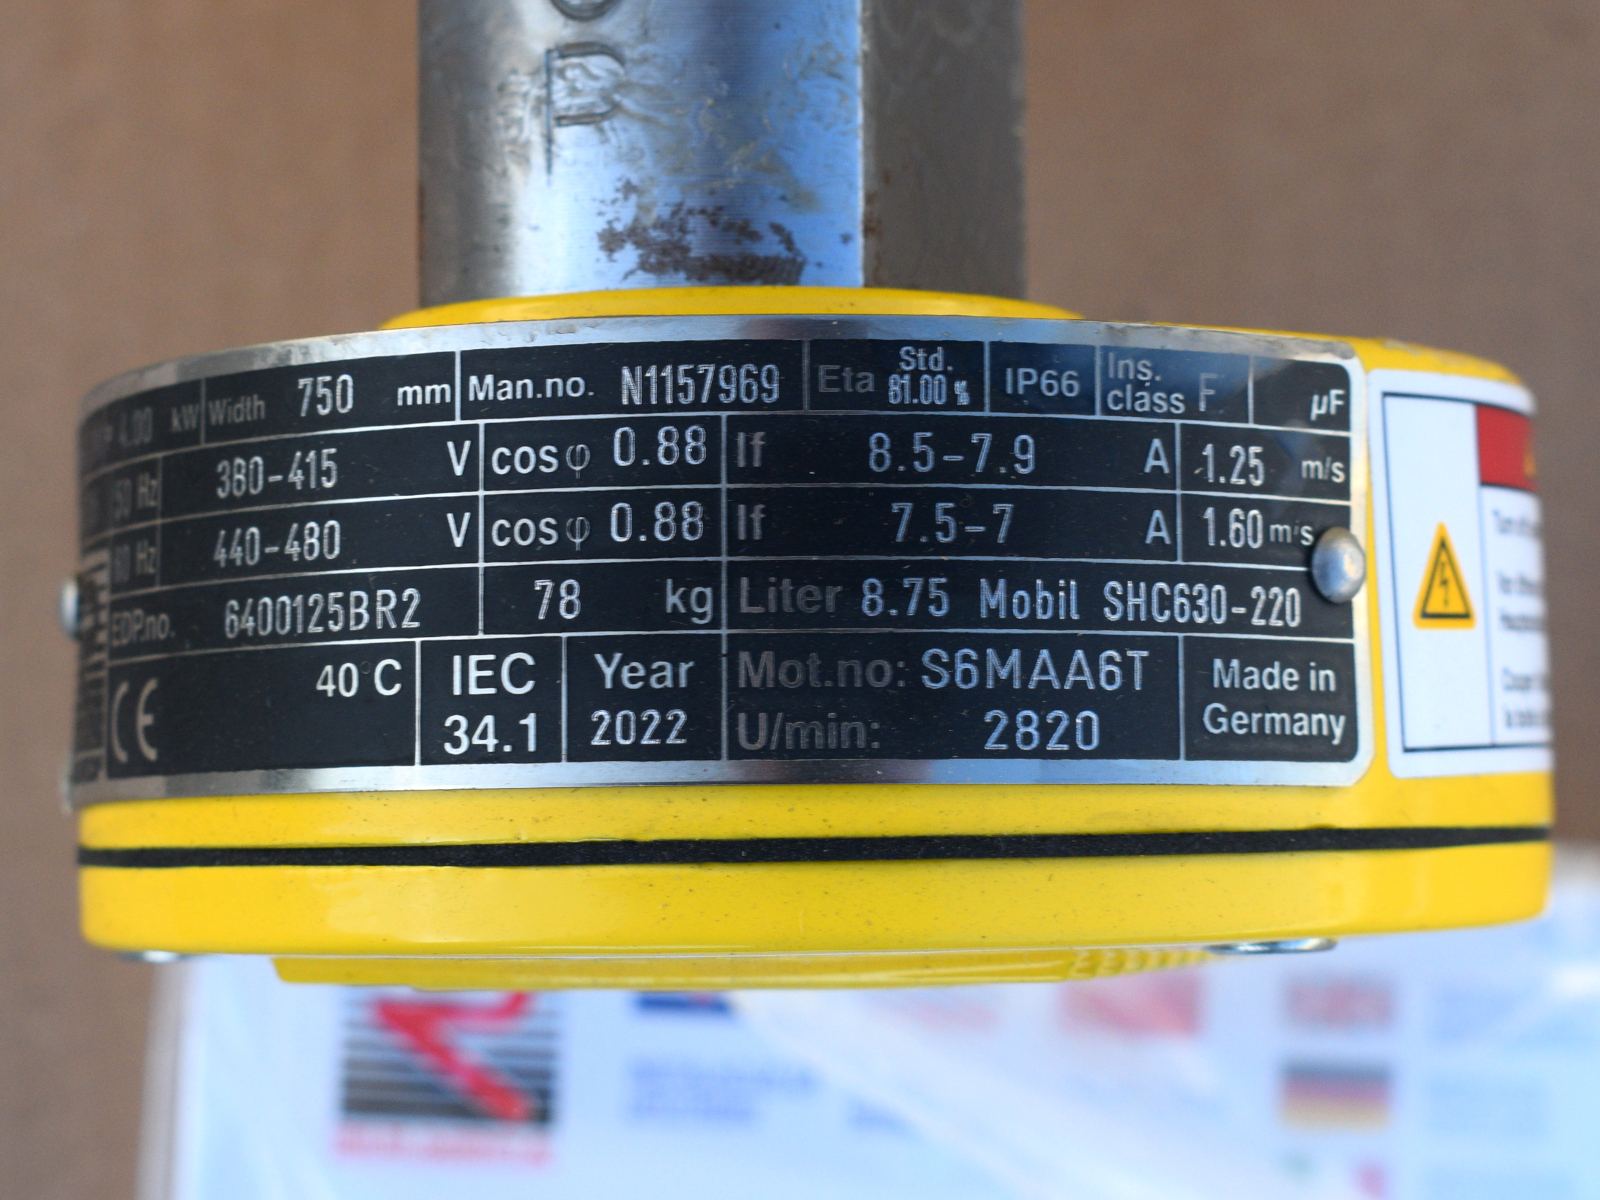 4.00 kW Width 750 mm Man.no. N1157969 Eta Std. 81.00 % IP66 Ins. class F µF
50 Hz 380-415 V cosφ 0.88 If 8.5-7.9 A 1.25 m/s
60 Hz 440-480 V cosφ 0.88 If 7.5-7 A 1.60 m/s
EDP.no. 6400125BR2 78 kg Liter 8.75 Mobil SHC630-220
CE 40°C IEC 34.1 Year 2022 Mot.no: S6MAA6T Made in Germany
U/min: 2820